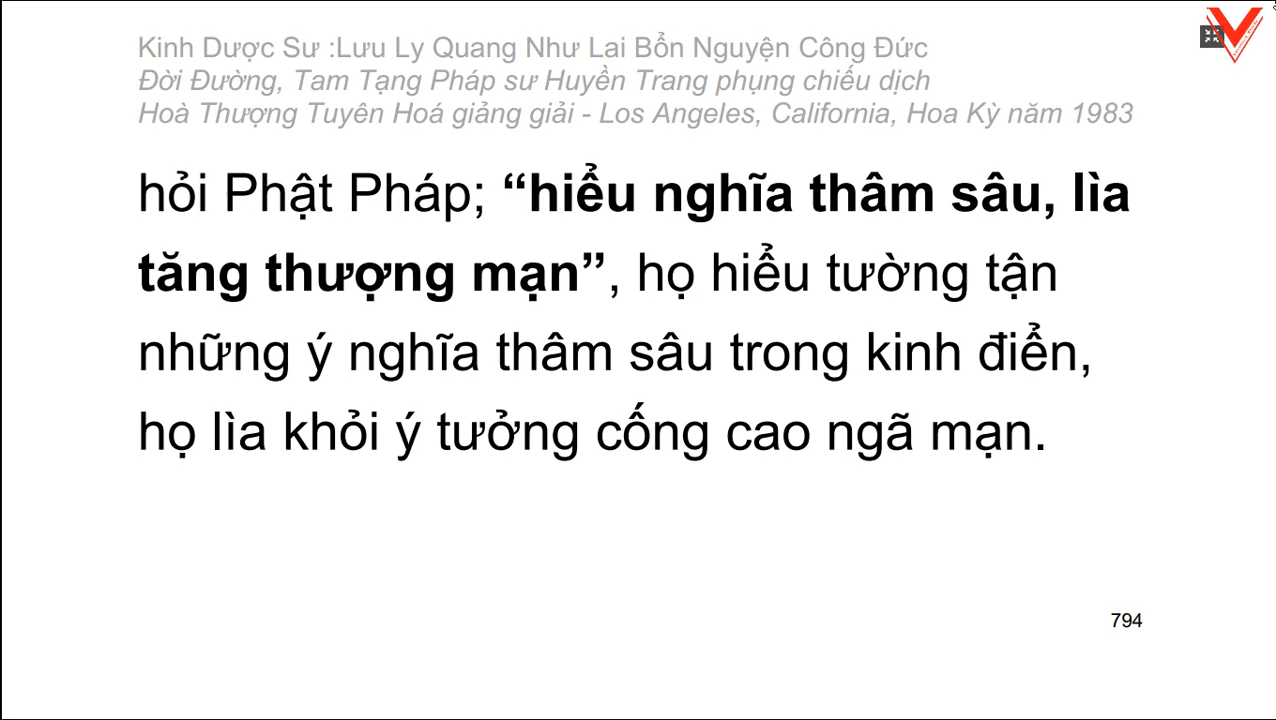 Kinh Dược Sư :Lưu Ly Quang Như Lai Bổn Nguyện Công Đức
Đời Đường, Tam Tạng Pháp sư Huyền Trang phụng chiếu dịch
Hoà Thượng Tuyên Hoá giảng giải - Los Angeles, California, Hoa Kỳ năm 1983
hỏi Phật Pháp; “hiểu nghĩa thâm sâu, lìa
tăng thượng mạn”, họ hiểu tường tận
những ý nghĩa thâm sâu trong kinh điển,
họ lìa khỏi ý tưởng cống cao ngã mạn.
794